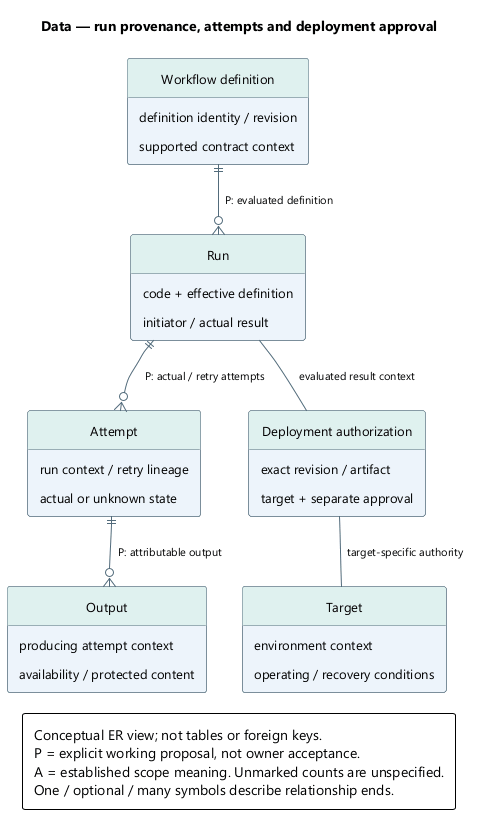 Data — run provenance, attempts and deployment approval
Workflow definition
definition identity / revision
supported contract context
P: evaluated definition
Run
code + effective definition
initiator / actual result
P: actual / retry attempts
evaluated result context
Attempt
run context / retry lineage
actual or unknown state
Deployment authorization
exact revision / artifact
target + separate approval
P: attributable output
target-specific authority
Output
producing attempt context
availability / protected content
Target
environment context
operating / recovery conditions
Conceptual ER view; not tables or foreign keys.
P = explicit working proposal, not owner acceptance.
A = established scope meaning. Unmarked counts are unspecified.
One / optional / many symbols describe relationship ends.